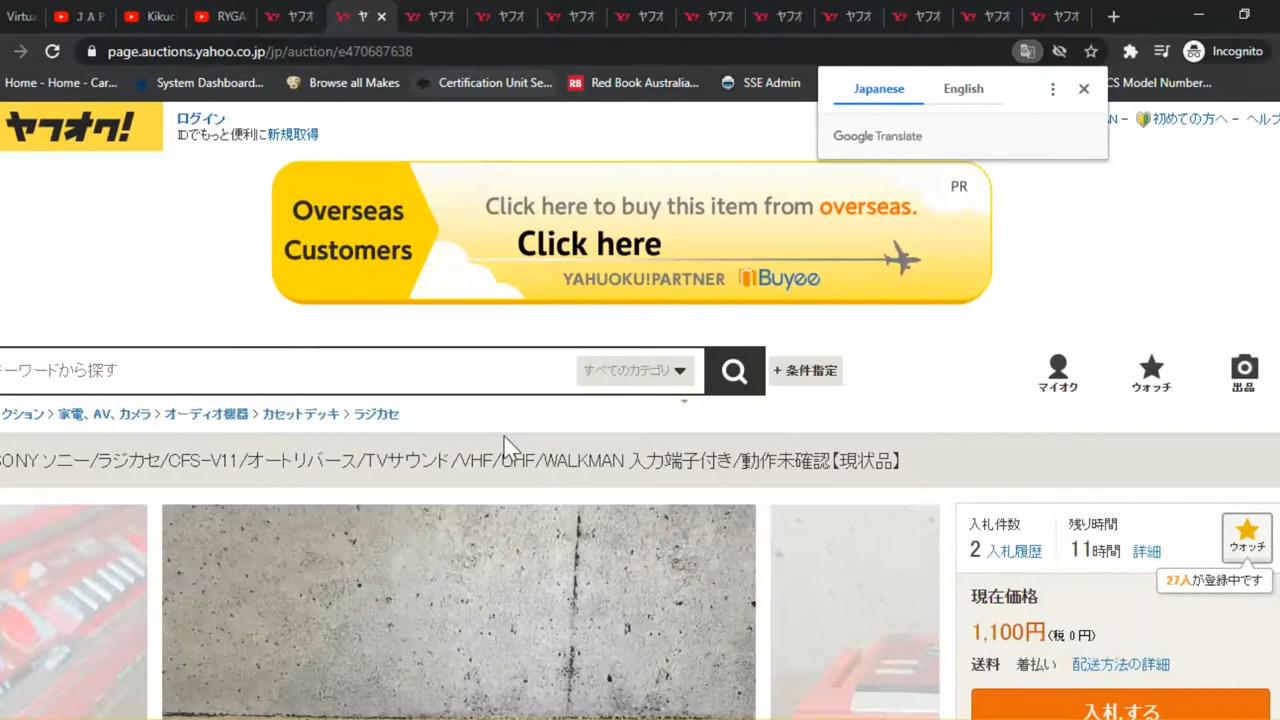 Virtua
J A P
Kikuc
RYGA
ヤフオ
ヤ
ヤフオ
ヤフオ
ヤフオ
ヤフオ
ヤフオ
ヤフオ
ヤフオ
ヤフオ
ヤフオ
ヤフオ
page.auctions.yahoo.co.jp/jp/auction/e470687638
Incognito
Home - Home - Car...
System Dashboard...
Browse all Makes
Certification Unit Se...
RB
Red Book Australia...
SSE Admin
CS Model Number...
Japanese
English
Google Translate
ヤフオク!
ログイン
IDでもっと便利に新規取得
AN - 初めての方へ - ヘルプ
PR
Overseas
Customers
Click here to buy this item from overseas.
Click here
YAHUOKU!PARTNER Buyee
キーワードから探す
すべてのカテゴリ
+ 条件指定
マイオク
ウォッチ
出品
クション > 家電、AV、カメラ > オーディオ機器 > カセットデッキ > ラジカセ
SONY ソニー/ラジカセ/CFS-V11/オートリバース/TVサウンド/VHF/UHF/WALKMAN 入力端子付き/動作未確認【現状品】
入札件数
残り時間
2 入札履歴
11時間 詳細
ウォッチ
27人が登録中です
現在価格
1,100円 (税 0 円)
送料 着払い 配送方法の詳細
入札する